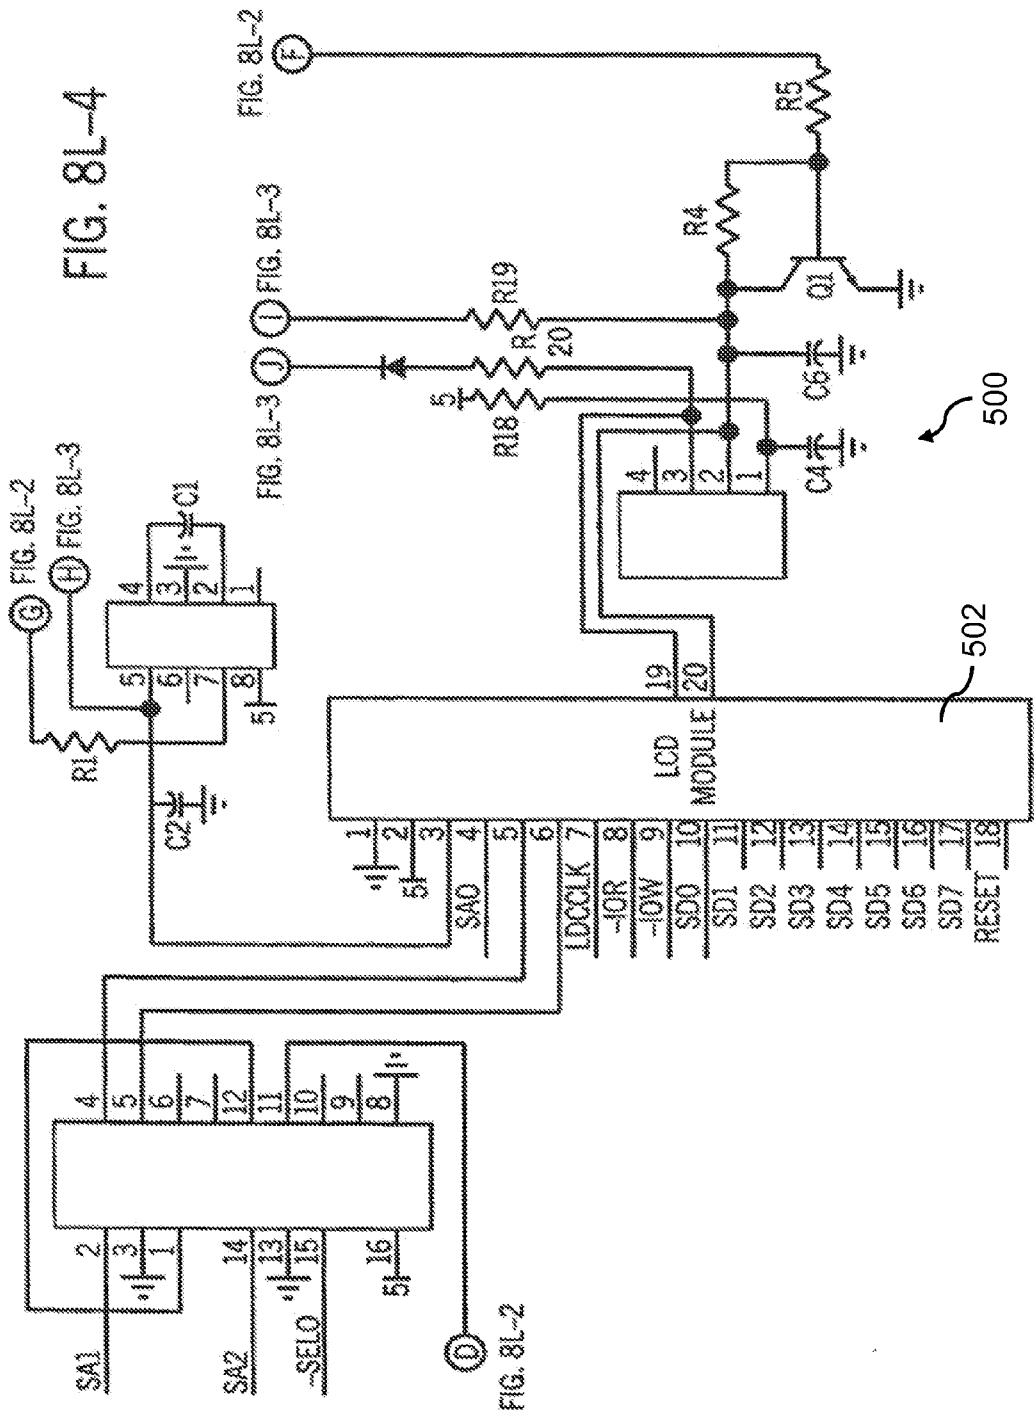 FIG. 8L-4
FIG. 8L-2
F
R5
R4
Q1
FIG. 8L-3
I
R19
FIG. 8L-3
J
R
20
5
R18
C6
C4
4
3
2
1
500
G
FIG. 8L-2
H
FIG. 8L-3
R1
C2
C1
4
3
2
1
5
6
7
8
5
LCD
MODULE
502
19
20
1
2
5
3
SA0 4
5
6
LDCCLK 7
~IOR 8
~IOW 9
SD0 10
SD1 11
SD2 12
SD3 13
SD4 14
SD5 15
SD6 16
SD7 17
RESET 18
4
5
6
7
12
11
10
9
8
SA1 2
3
1
SA2 14
13
~SELO 15
16
5
D
FIG. 8L-2